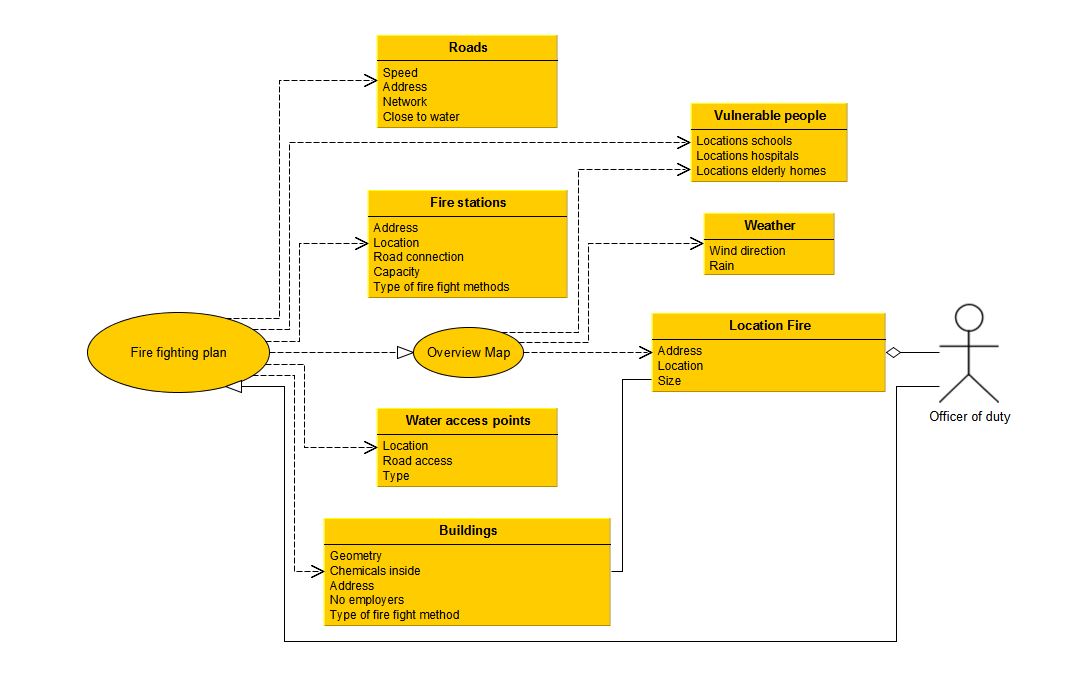 Roads
Speed
Address
Network
Close to water
Vulnerable people
Locations schools
Locations hospitals
Locations elderly homes
Fire stations
Address
Location
Road connection
Capacity
Type of fire fight methods
Weather
Wind direction
Rain
Fire fighting plan
Overview Map
Location Fire
Address
Location
Size
Officer of duty
Water access points
Location
Road access
Type
Buildings
Geometry
Chemicals inside
Address
No employers
Type of fire fight method